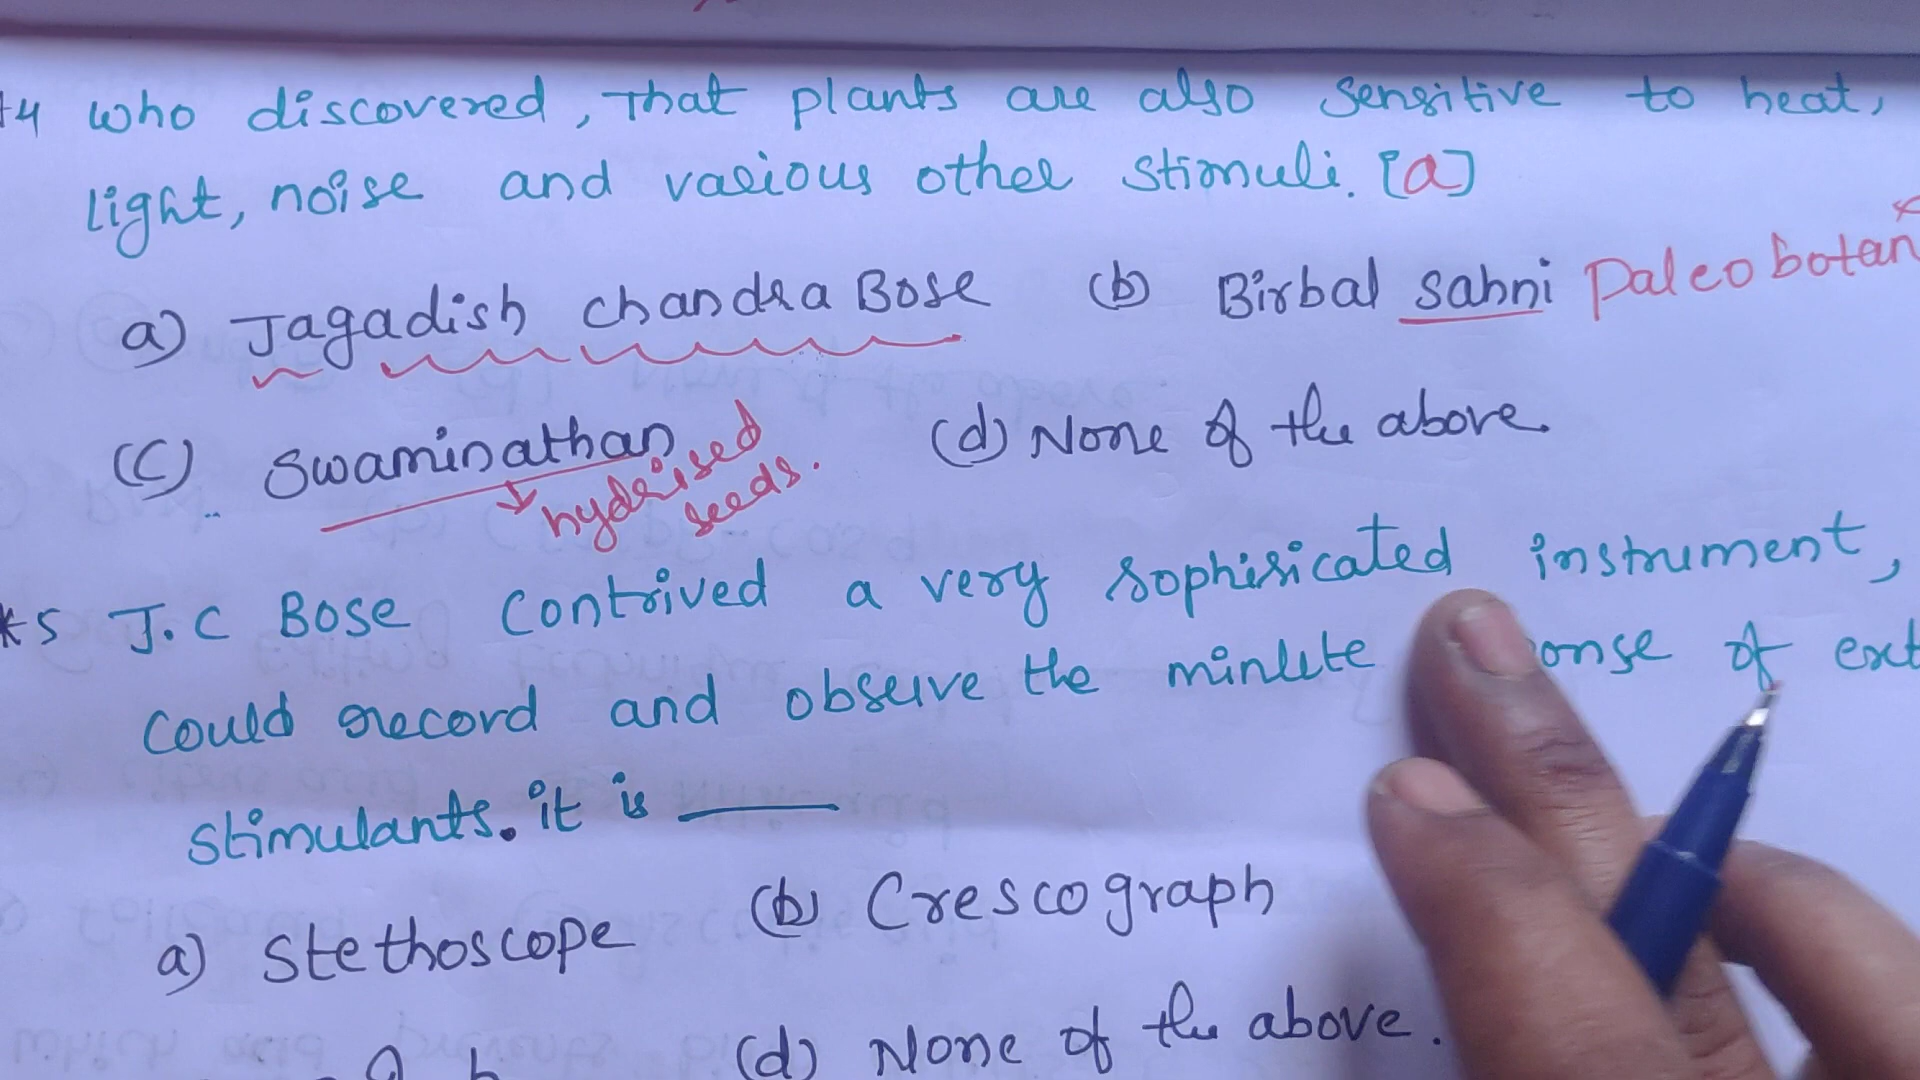 4 who discovered, That plants are also sensitive to heat,
light, noise and various other stimuli. [a]
a) Jagadish chandra Bose (b) Birbal sahni Paleobotan
(C) Swaminathan (d) None of the above.
hydrised
seeds.
*5 J.C Bose Contrived a very sophisicated instrument,
could record and observe the minute onse of ext
stimulants. it is ____
a) Stethoscope (b) Crescograph
(d) None of the above.